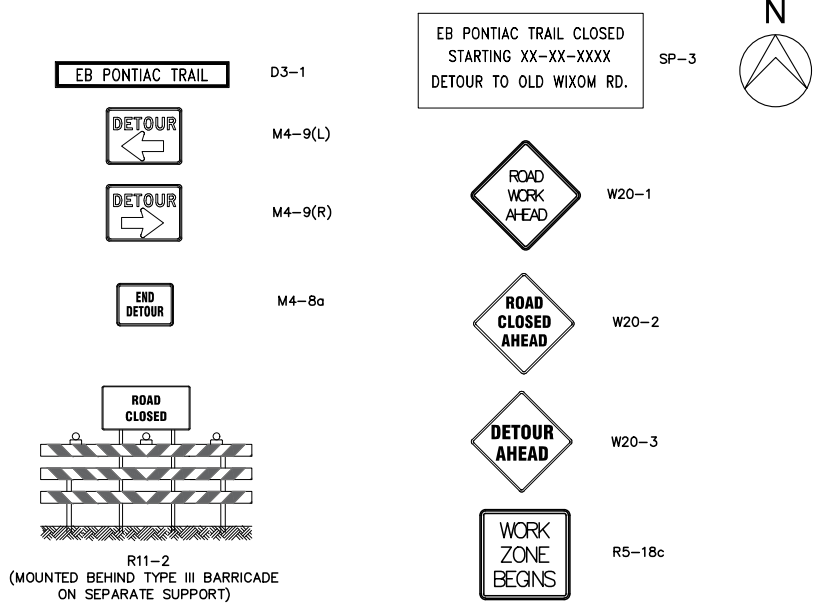 N
EB PONTIAC TRAIL
D3-1
DETOUR
M4-9(L)
DETOUR
M4-9(R)
END
DETOUR
M4-8a
ROAD
CLOSED
R11-2
(MOUNTED BEHIND TYPE III BARRICADE
ON SEPARATE SUPPORT)
EB PONTIAC TRAIL CLOSED
STARTING XX-XX-XXXX
DETOUR TO OLD WIXOM RD.
SP-3
ROAD
WORK
AHEAD
W20-1
ROAD
CLOSED
AHEAD
W20-2
DETOUR
AHEAD
W20-3
WORK
ZONE
BEGINS
R5-18c